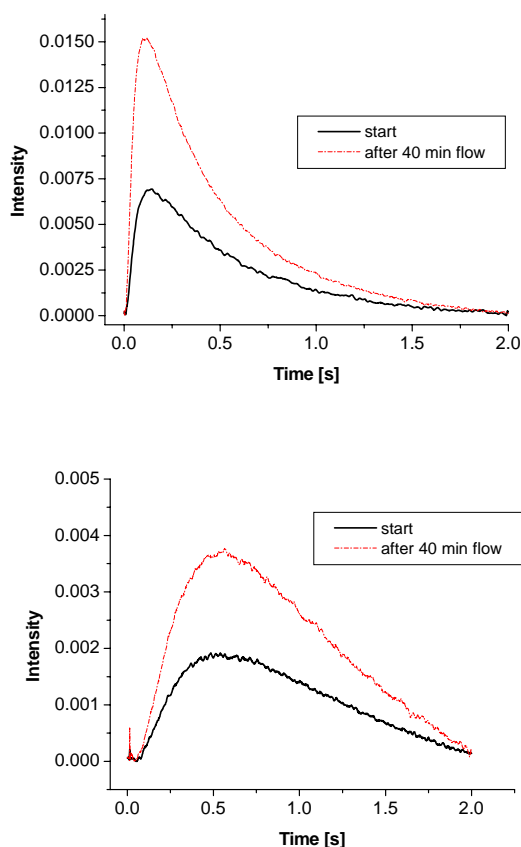 0.0150
0.0125
0.0100
0.0075
0.0050
0.0025
0.0000
Intensity
start
after 40 min flow
0.0 0.5 1.0 1.5 2.0
Time [s]
0.005
0.004
0.003
0.002
0.001
0.000
Intensity
start
after 40 min flow
0.0 0.5 1.0 1.5 2.0
Time [s]